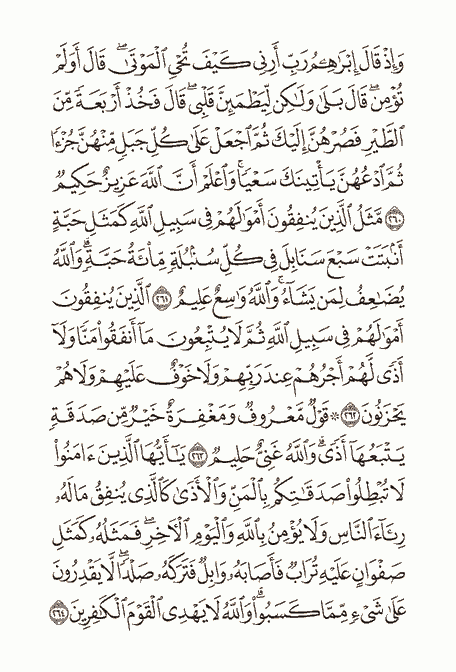 وَإِذْ قَالَ إِبْرَٰهِـۧمُ رَبِّ أَرِنِى كَيْفَ تُحْىِ ٱلْمَوْتَىٰ ۖ قَالَ أَوَلَمْ
تُؤْمِن ۖ قَالَ بَلَىٰ وَلَـٰكِن لِّيَطْمَئِنَّ قَلْبِى ۖ قَالَ فَخُذْ أَرْبَعَةً مِّنَ
ٱلطَّيْرِ فَصُرْهُنَّ إِلَيْكَ ثُمَّ ٱجْعَلْ عَلَىٰ كُلِّ جَبَلٍ مِّنْهُنَّ جُزْءًا
ثُمَّ ٱدْعُهُنَّ يَأْتِينَكَ سَعْيًا ۚ وَٱعْلَمْ أَنَّ ٱللَّهَ عَزِيزٌ حَكِيمٌ
﴿٢٦٠﴾ مَّثَلُ ٱلَّذِينَ يُنفِقُونَ أَمْوَٰلَهُمْ فِى سَبِيلِ ٱللَّهِ كَمَثَلِ حَبَّةٍ
أَنۢبَتَتْ سَبْعَ سَنَابِلَ فِى كُلِّ سُنۢبُلَةٍ مِّا۟ئَةُ حَبَّةٍ ۗ وَٱللَّهُ
يُضَـٰعِفُ لِمَن يَشَآءُ ۗ وَٱللَّهُ وَٰسِعٌ عَلِيمٌ ﴿٢٦١﴾ ٱلَّذِينَ يُنفِقُونَ
أَمْوَٰلَهُمْ فِى سَبِيلِ ٱللَّهِ ثُمَّ لَا يُتْبِعُونَ مَآ أَنفَقُوا۟ مَنًّا وَلَآ
أَذًى ۙ لَّهُمْ أَجْرُهُمْ عِندَ رَبِّهِمْ وَلَا خَوْفٌ عَلَيْهِمْ وَلَا هُمْ
يَحْزَنُونَ ﴿٢٦٢﴾ ۞ قَوْلٌ مَّعْرُوفٌ وَمَغْفِرَةٌ خَيْرٌ مِّن صَدَقَةٍ
يَتْبَعُهَآ أَذًى ۗ وَٱللَّهُ غَنِىٌّ حَلِيمٌ ﴿٢٦٣﴾ يَـٰٓأَيُّهَا ٱلَّذِينَ ءَامَنُوا۟
لَا تُبْطِلُوا۟ صَدَقَـٰتِكُم بِٱلْمَنِّ وَٱلْأَذَىٰ كَٱلَّذِى يُنفِقُ مَالَهُۥ
رِئَآءَ ٱلنَّاسِ وَلَا يُؤْمِنُ بِٱللَّهِ وَٱلْيَوْمِ ٱلْـَٔاخِرِ ۖ فَمَثَلُهُۥ كَمَثَلِ
صَفْوَانٍ عَلَيْهِ تُرَابٌ فَأَصَابَهُۥ وَابِلٌ فَتَرَكَهُۥ صَلْدًا ۖ لَّا يَقْدِرُونَ
عَلَىٰ شَىْءٍ مِّمَّا كَسَبُوا۟ ۗ وَٱللَّهُ لَا يَهْدِى ٱلْقَوْمَ ٱلْكَـٰفِرِينَ ﴿٢٦٤﴾